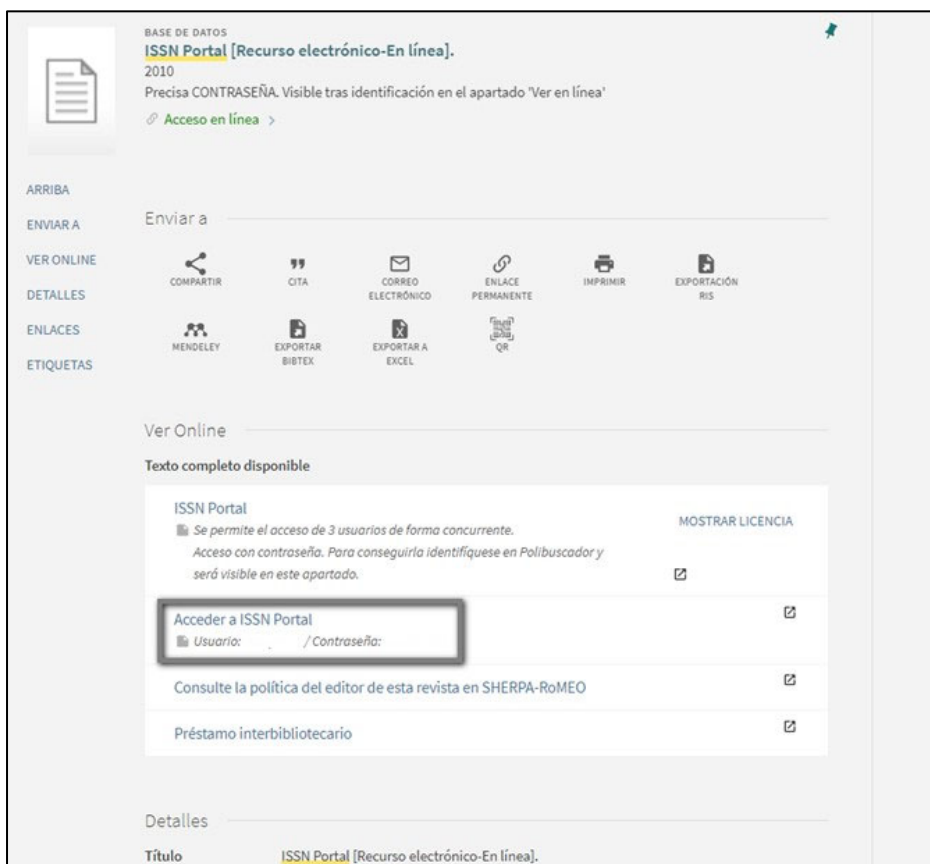 BASE DE DATOS
ISSN Portal [Recurso electrónico-En línea].
2010
Precisa CONTRASEÑA. Visible tras identificación en el apartado 'Ver en línea'
Acceso en línea >
ARRIBA
ENVIAR A
VER ONLINE
DETALLES
ENLACES
ETIQUETAS
Enviar a
COMPARTIR
CITA
CORREO
ELECTRÓNICO
ENLACE
PERMANENTE
IMPRIMIR
EXPORTACIÓN
RIS
MENDELEY
EXPORTAR
BIBTEX
EXPORTAR A
EXCEL
QR
Ver Online
Texto completo disponible
ISSN Portal
MOSTRAR LICENCIA
Se permite el acceso de 3 usuarios de forma concurrente.
Acceso con contraseña. Para conseguirla identifíquese en Polibuscador y
será visible en este apartado.
Acceder a ISSN Portal
Usuario: / Contraseña:
Consulte la política del editor de esta revista en SHERPA-RoMEO
Préstamo interbibliotecario
Detalles
Título ISSN Portal [Recurso electrónico-En línea].